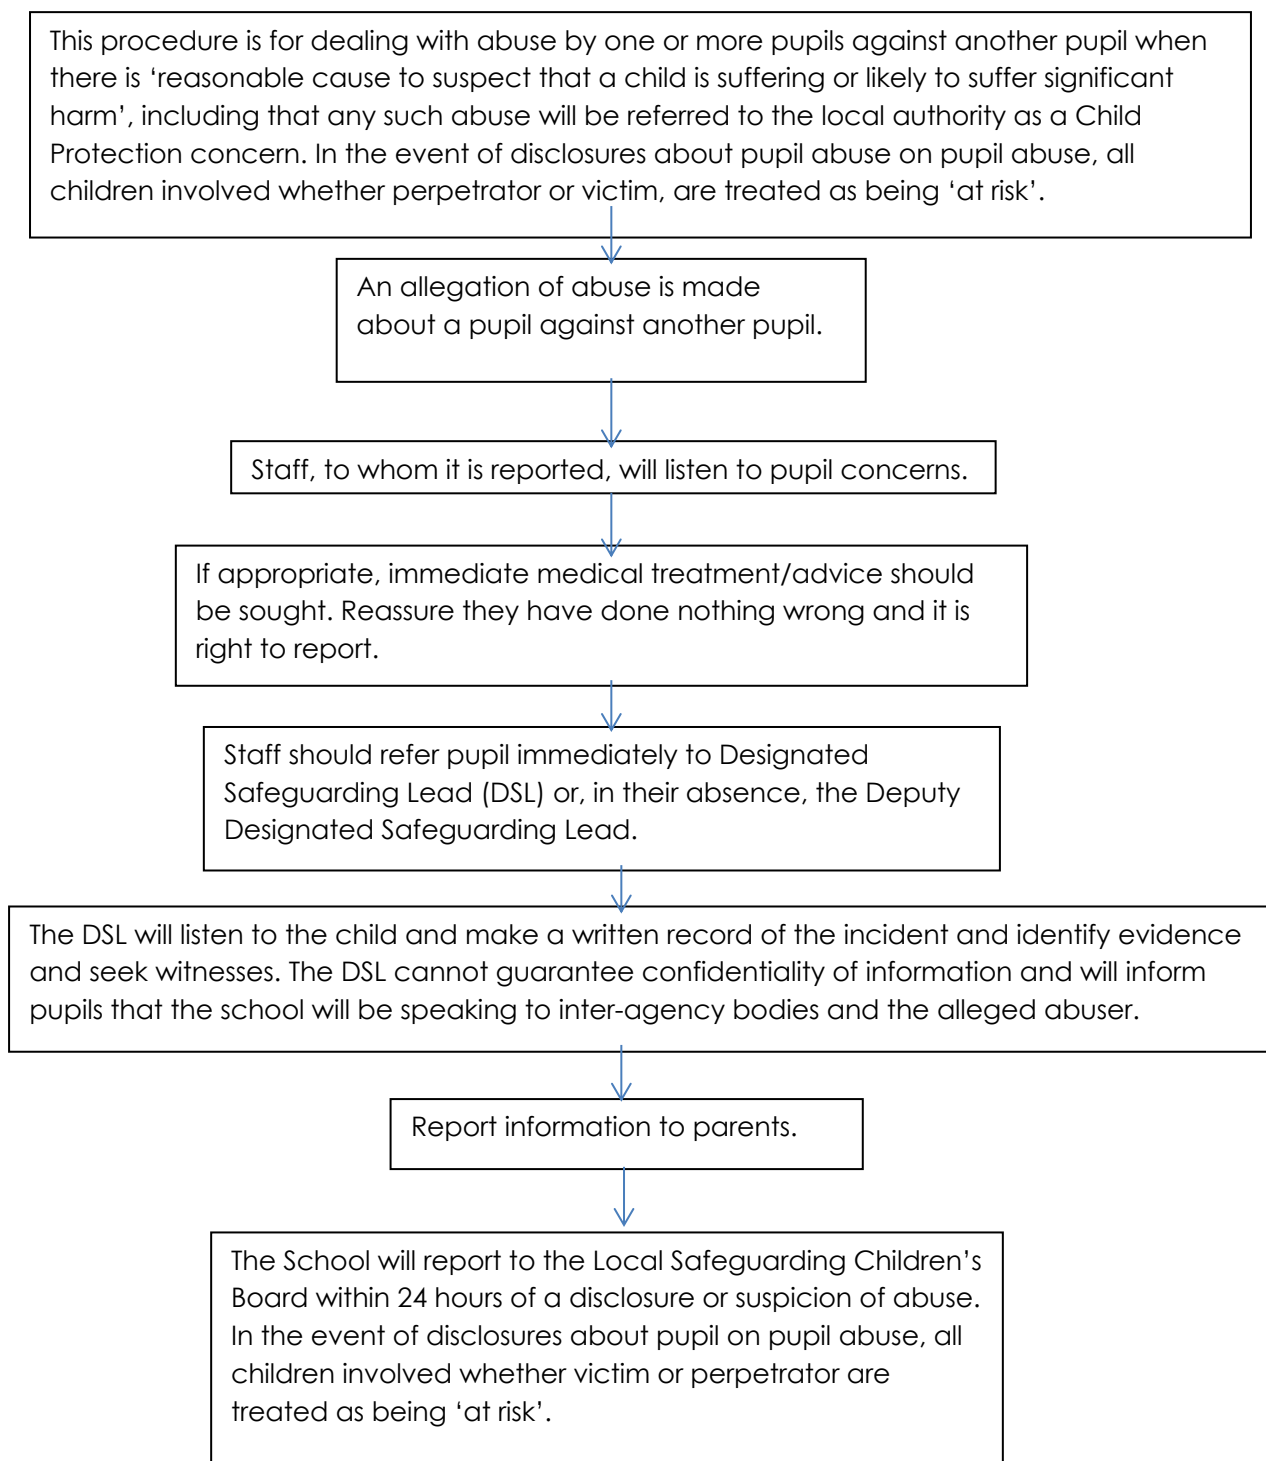 This procedure is for dealing with abuse by one or more pupils against another pupil when
there is ‘reasonable cause to suspect that a child is suffering or likely to suffer significant
harm’, including that any such abuse will be referred to the local authority as a Child
Protection concern. In the event of disclosures about pupil abuse on pupil abuse, all
children involved whether perpetrator or victim, are treated as being ‘at risk’.
An allegation of abuse is made
about a pupil against another pupil.
Staff, to whom it is reported, will listen to pupil concerns.
If appropriate, immediate medical treatment/advice should
be sought. Reassure they have done nothing wrong and it is
right to report.
Staff should refer pupil immediately to Designated
Safeguarding Lead (DSL) or, in their absence, the Deputy
Designated Safeguarding Lead.
The DSL will listen to the child and make a written record of the incident and identify evidence
and seek witnesses. The DSL cannot guarantee confidentiality of information and will inform
pupils that the school will be speaking to inter-agency bodies and the alleged abuser.
Report information to parents.
The School will report to the Local Safeguarding Children’s
Board within 24 hours of a disclosure or suspicion of abuse.
In the event of disclosures about pupil on pupil abuse, all
children involved whether victim or perpetrator are
treated as being ‘at risk’.